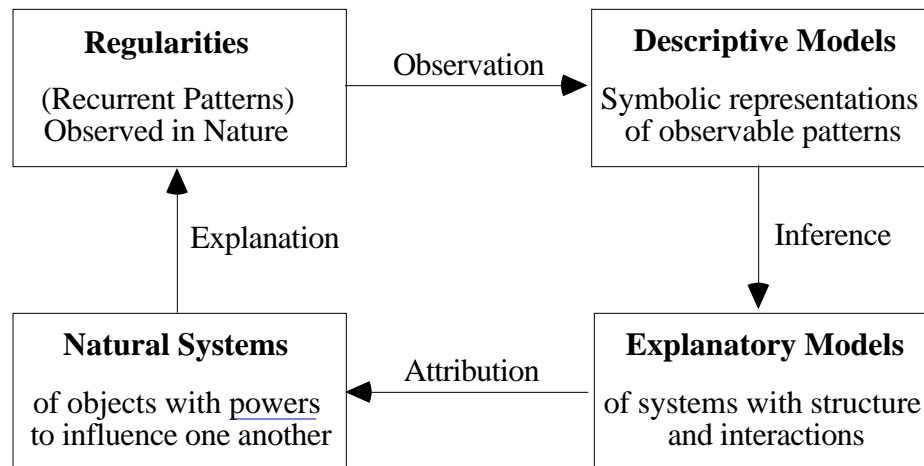 Regularities
(Recurrent Patterns)
Observed in Nature
Observation
Descriptive Models
Symbolic representations
of observable patterns
Explanation
Inference
Natural Systems
of objects with powers
to influence one another
Attribution
Explanatory Models
of systems with structure
and interactions